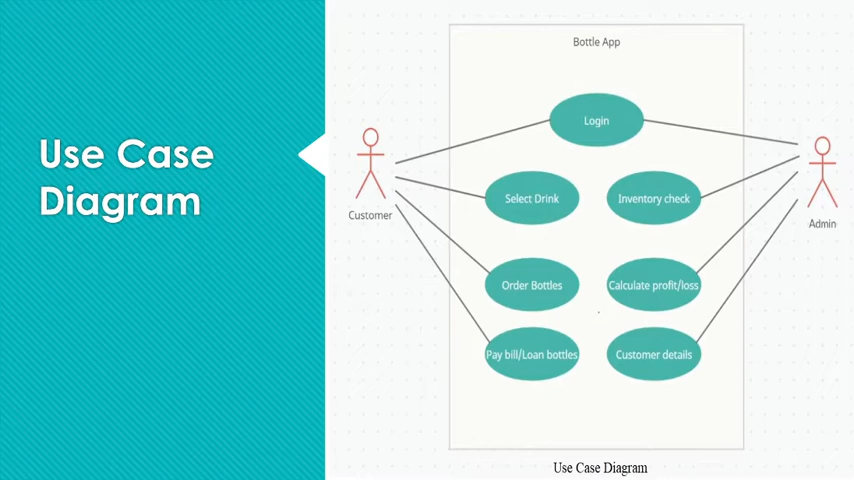 Use Case
Diagram
Bottle App
Login
Customer
Admin
Select Drink
Inventory check
Order Bottles
Calculate profit/loss
Pay bill/Loan bottles
Customer details
Use Case Diagram